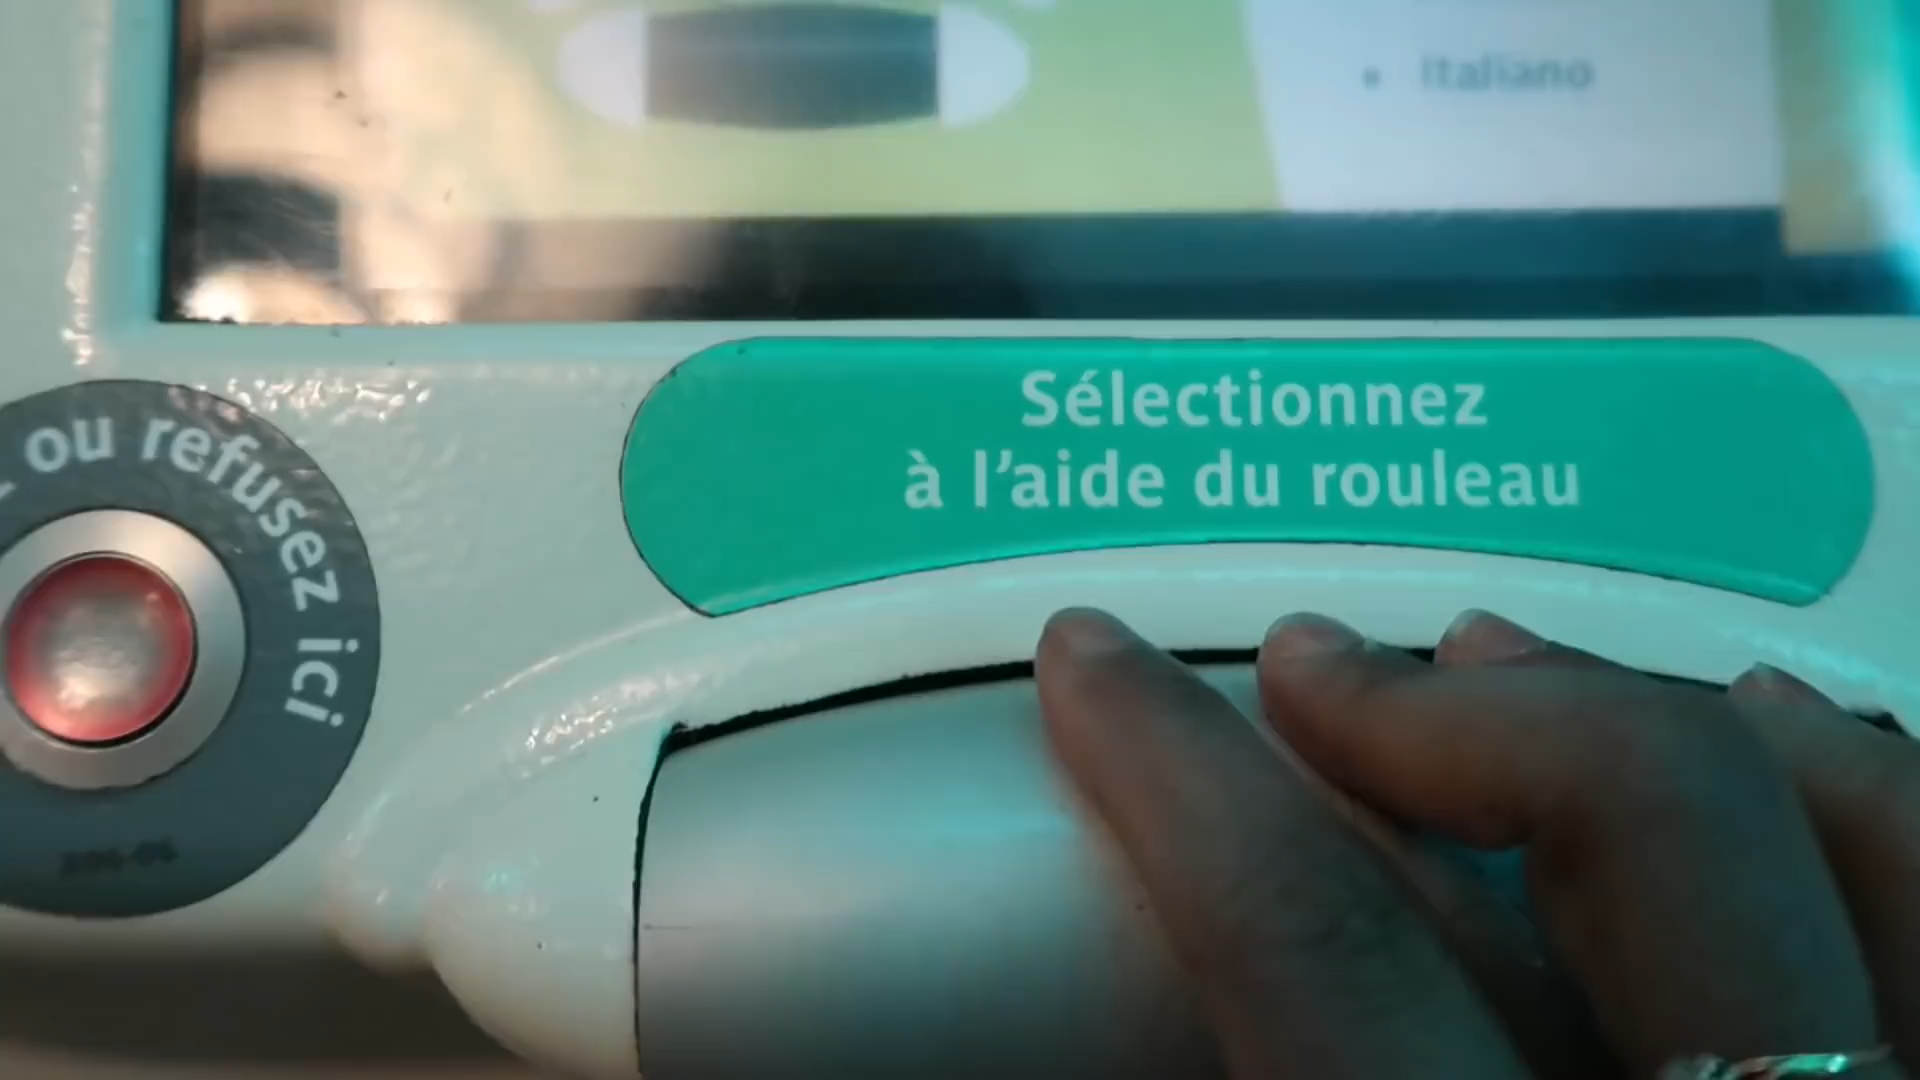 Italiano
Sélectionnez
à l'aide du rouleau
ou refusez ici